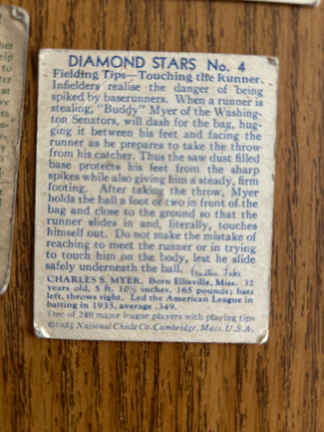 DIAMOND STARS No. 4
Fielding Tips—Touching the Runner.
Infielders realise the danger of being
spiked by baserunners. When a runner is
stealing, "Buddy" Myer of the Washing-
ton Senators, will dash for the bag, hug-
ging it between his feet and facing the
runner as he prepares to take the throw
from his catcher. Thus the saw dust filled
base protects his feet from the sharp
spikes while also giving him a steady, firm
footing. After taking the throw, Myer
holds the ball a foot or two in front of the
bag and close to the ground so that the
runner slides in and, literally, touches
himself out. Do not make the mistake of
reaching to meet the runner or in trying
to touch him on the body, lest he slide
safely underneath the ball.
CHARLES S. MYER. Born Ellisville, Miss. 32
years old, 5 ft. 10½ inches, 165 pounds; bats
left, throws right. Led the American League in
batting in 1935, average .349.
One of 240 major league players with playing tips
National Chicle Co. Cambridge, Mass. U.S.A.